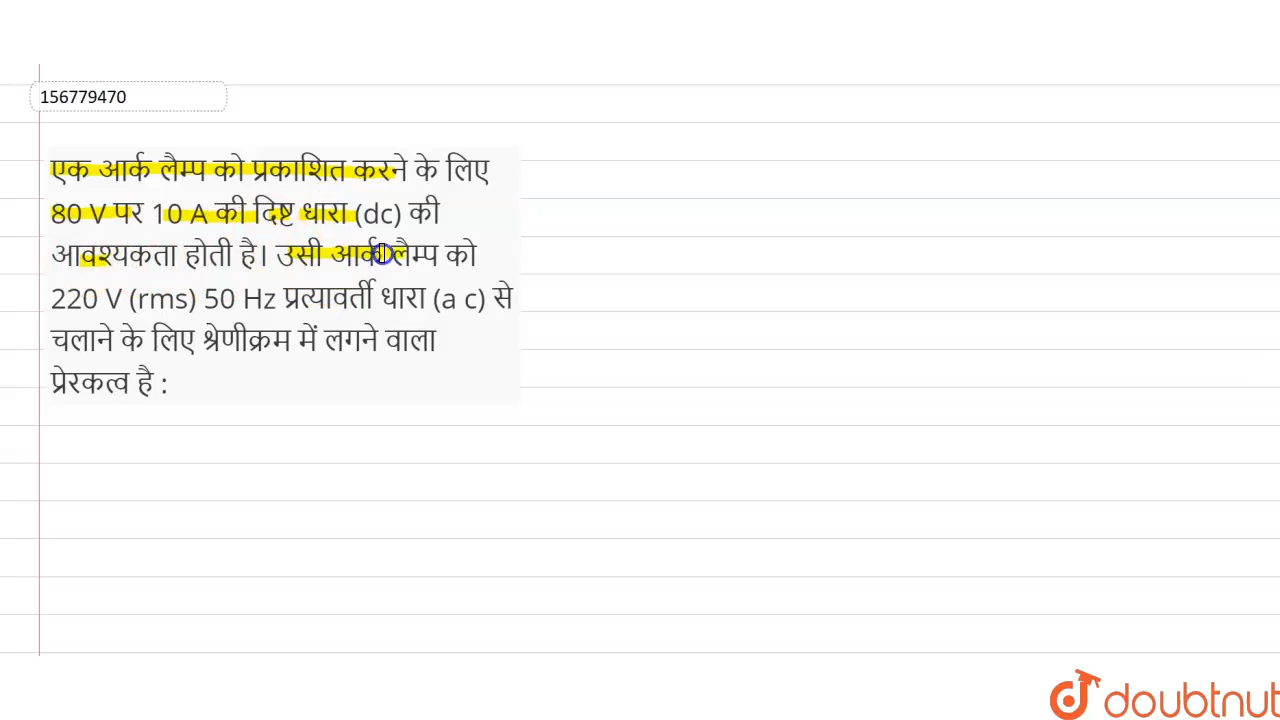 156779470
एक आर्क लैम्प को प्रकाशित करने के लिए
80 V पर 10 A की दिष्ट धारा (dc) की
आवश्यकता होती है। उसी आर्क लैम्प को
220 V (rms) 50 Hz प्रत्यावर्ती धारा (a c) से
चलाने के लिए श्रेणीक्रम में लगने वाला
प्रेरकत्व है :
doubtnut